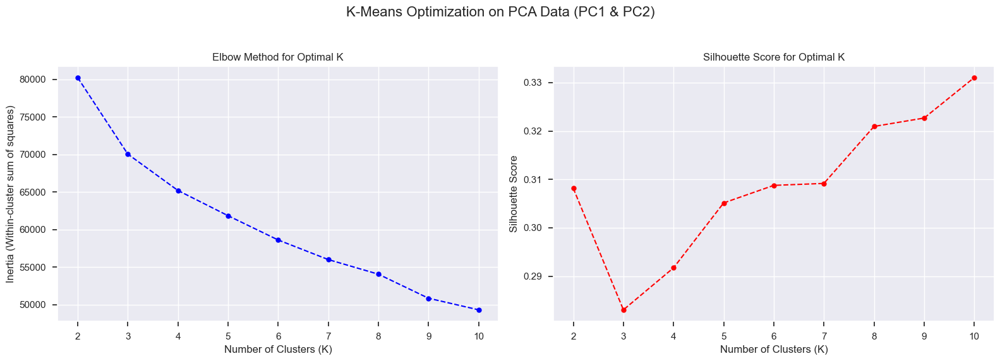 K-Means Optimization on PCA Data (PC1 & PC2)
Elbow Method for Optimal K
Inertia (Within-cluster sum of squares)
80000
75000
70000
65000
60000
55000
50000
2 3 4 5 6 7 8 9 10
Number of Clusters (K)
Silhouette Score for Optimal K
Silhouette Score
0.33
0.32
0.31
0.30
0.29
2 3 4 5 6 7 8 9 10
Number of Clusters (K)